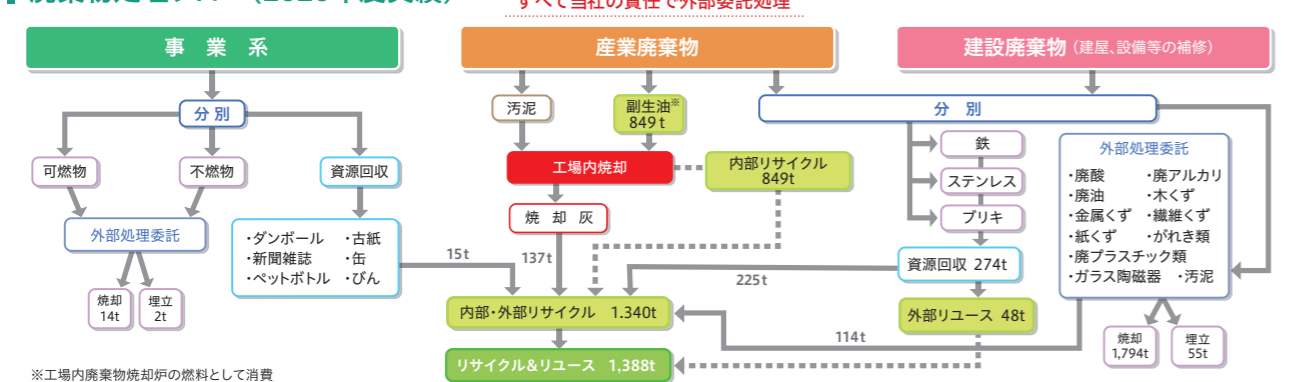 すべて当社の責任で外部委託処理
事業系
産業廃棄物
建設廃棄物（建屋、設備等の補修）
分別
可燃物
不燃物
資源回収
外部処理委託
焼却
14t
埋立
2t
・ダンボール ・古紙
・新聞雑誌 ・缶
・ペットボトル ・びん
15t
汚泥
副生油※
849t
工場内焼却
内部リサイクル
849t
焼却灰
137t
内部・外部リサイクル 1.340t
リサイクル&リユース 1,388t
分別
鉄
ステンレス
ブリキ
資源回収 274t
225t
外部リユース 48t
114t
外部処理委託
・廃酸 ・廃アルカリ
・廃油 ・木くず
・金属くず ・繊維くず
・紙くず ・がれき類
・廃プラスチック類
・ガラス陶磁器 ・汚泥
焼却
1,794t
埋立
55t
※工場内廃棄物焼却炉の燃料として消費